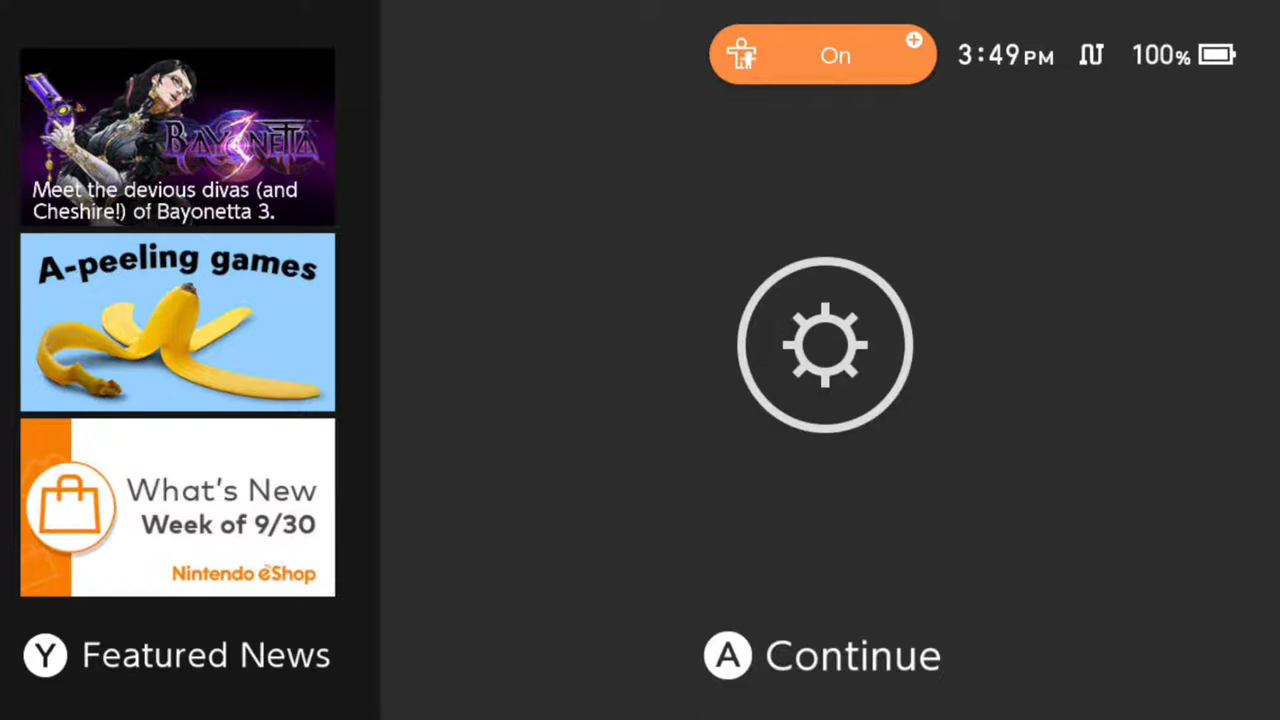 On
3:49 PM
100%
BAYONETTA
Meet the devious divas (and
Cheshire!) of Bayonetta 3.
A-peeling games
What's New
Week of 9/30
Nintendo eShop
Y Featured News
A Continue